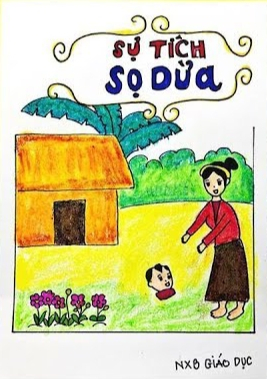 SỰ TÍCH
SỌ DỪA
NXB GIÁO DỤC